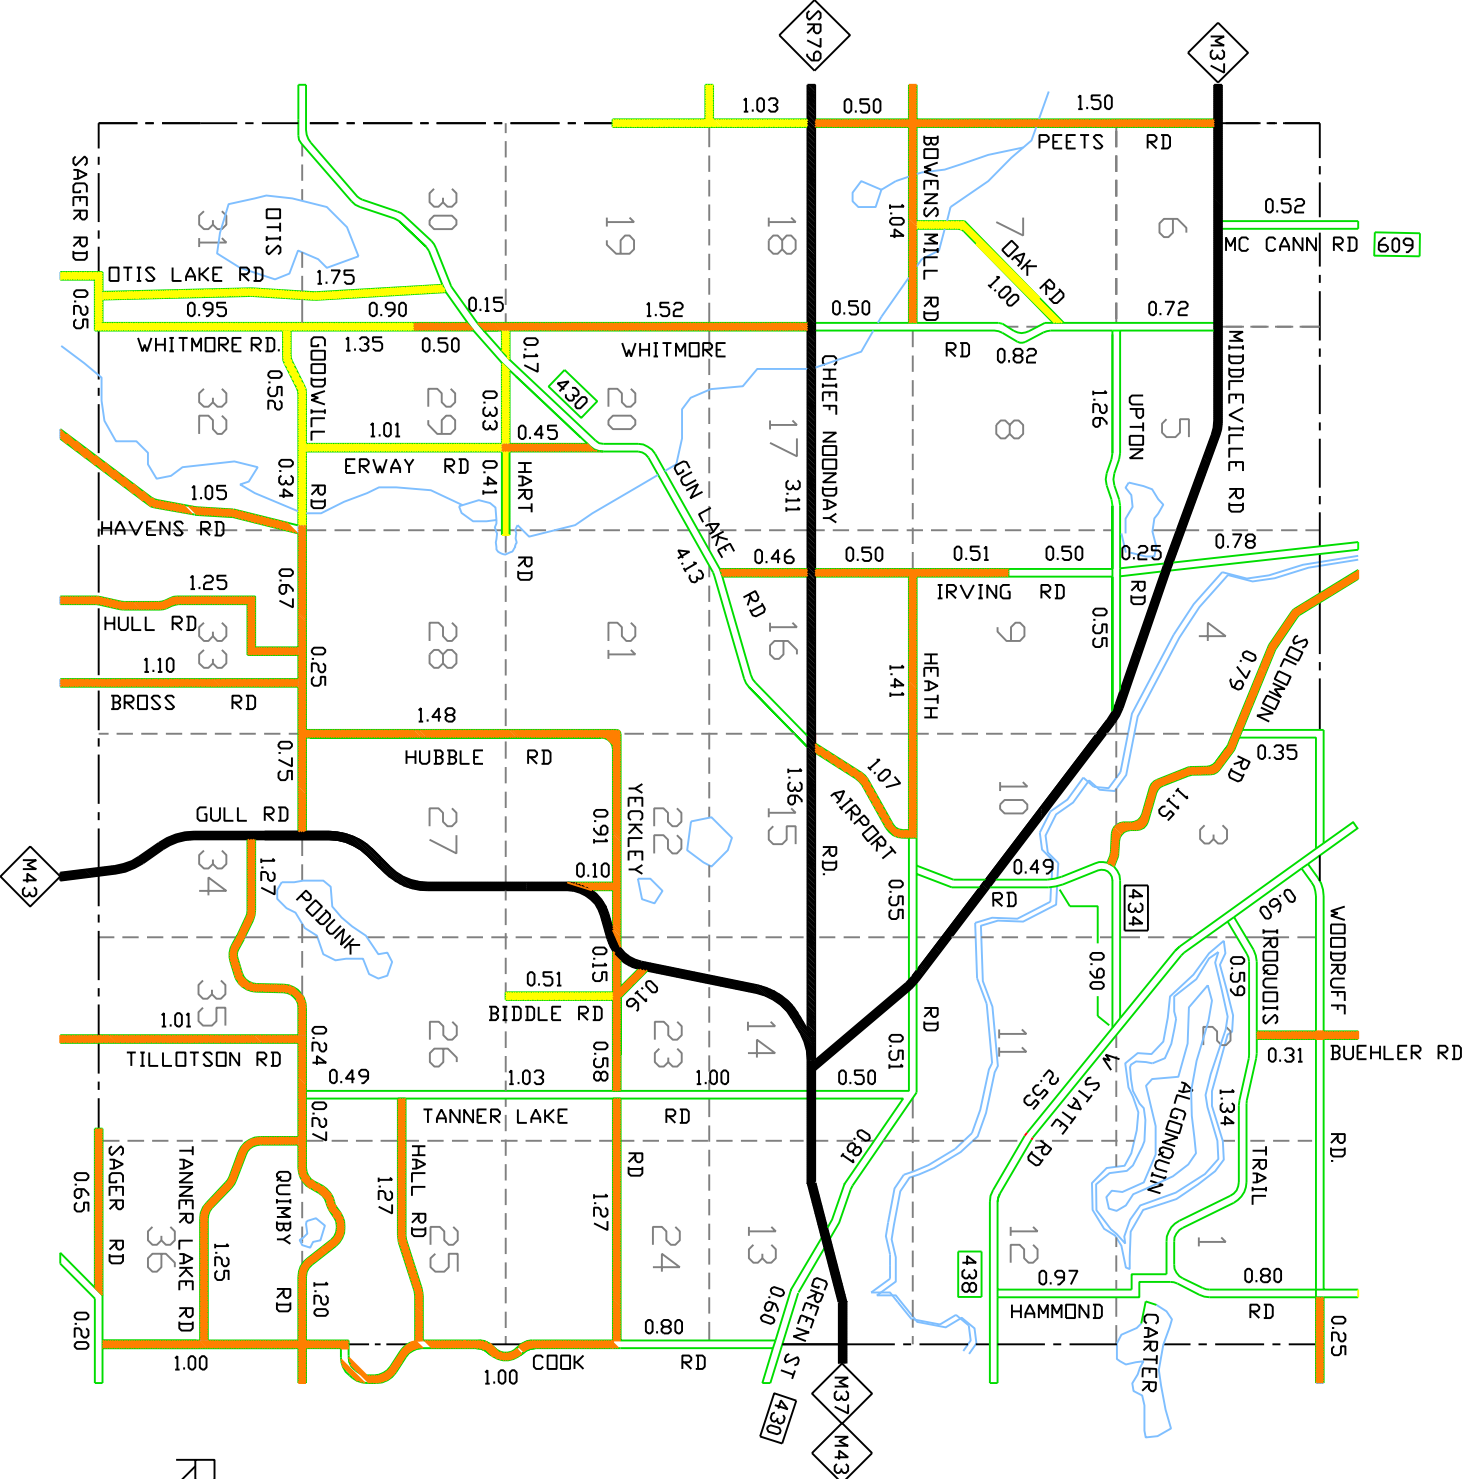 SR79
M37
1.03
0.50
1.50
PEETS RD
SAGER RD
BOWENS MILL RD
1.04
30
31
OTIS
19
18
7
6
0.52
MC CANN RD
609
OTIS LAKE RD
1.75
OAK RD
1.00
0.25
0.95
0.90
0.15
1.52
0.50
0.72
WHITMORE RD.
1.35
0.50
WHITMORE
RD
0.82
GOODWILL RD
0.52
0.17
430
CHIEF NOONDAY RD.
MIDDLEVILLE RD
32
29
20
17
8
5
0.33
1.26
UPTON RD
1.01
ERWAY RD
0.45
0.34
0.41
HART RD
GUN LAKE RD
3.11
1.05
HAVENS RD
4.13
0.46
0.50
0.51
0.50
0.25
0.78
IRVING RD
1.25
HULL RD
0.67
33
28
21
16
9
4
0.55
SOLOMON RD
0.79
1.10
BROSS RD
0.25
1.41
HEATH
1.48
HUBBLE RD
0.75
0.35
1.36
1.07
AIRPORT RD
1.15
GULL RD
0.91
YECKLEY RD
27
22
15
10
3
M43
34
1.27
0.10
PODUNK
0.49
RD
434
0.55
0.60
WOODRUFF RD.
0.90
0.59
IROQUOIS TRAIL
0.15
0.51
BIDDLE RD
0.16
35
26
23
14
11
2
1.01
TILLOTSON RD
0.24
0.58
0.51
0.31
BUEHLER RD
0.49
1.03
1.00
0.50
TANNER LAKE RD
0.27
2.55
W STATE RD
ALGONQUIN
1.34
0.81
0.65
SAGER RD
TANNER LAKE RD
36
1.25
QUIMBY RD
1.20
1.27
HALL RD
25
1.27
24
13
12
1
438
0.97
HAMMOND RD
0.80
0.60
GREEN ST
0.20
1.00
1.00
COOK RD
0.80
CARTER
0.25
430
M37
M43
R